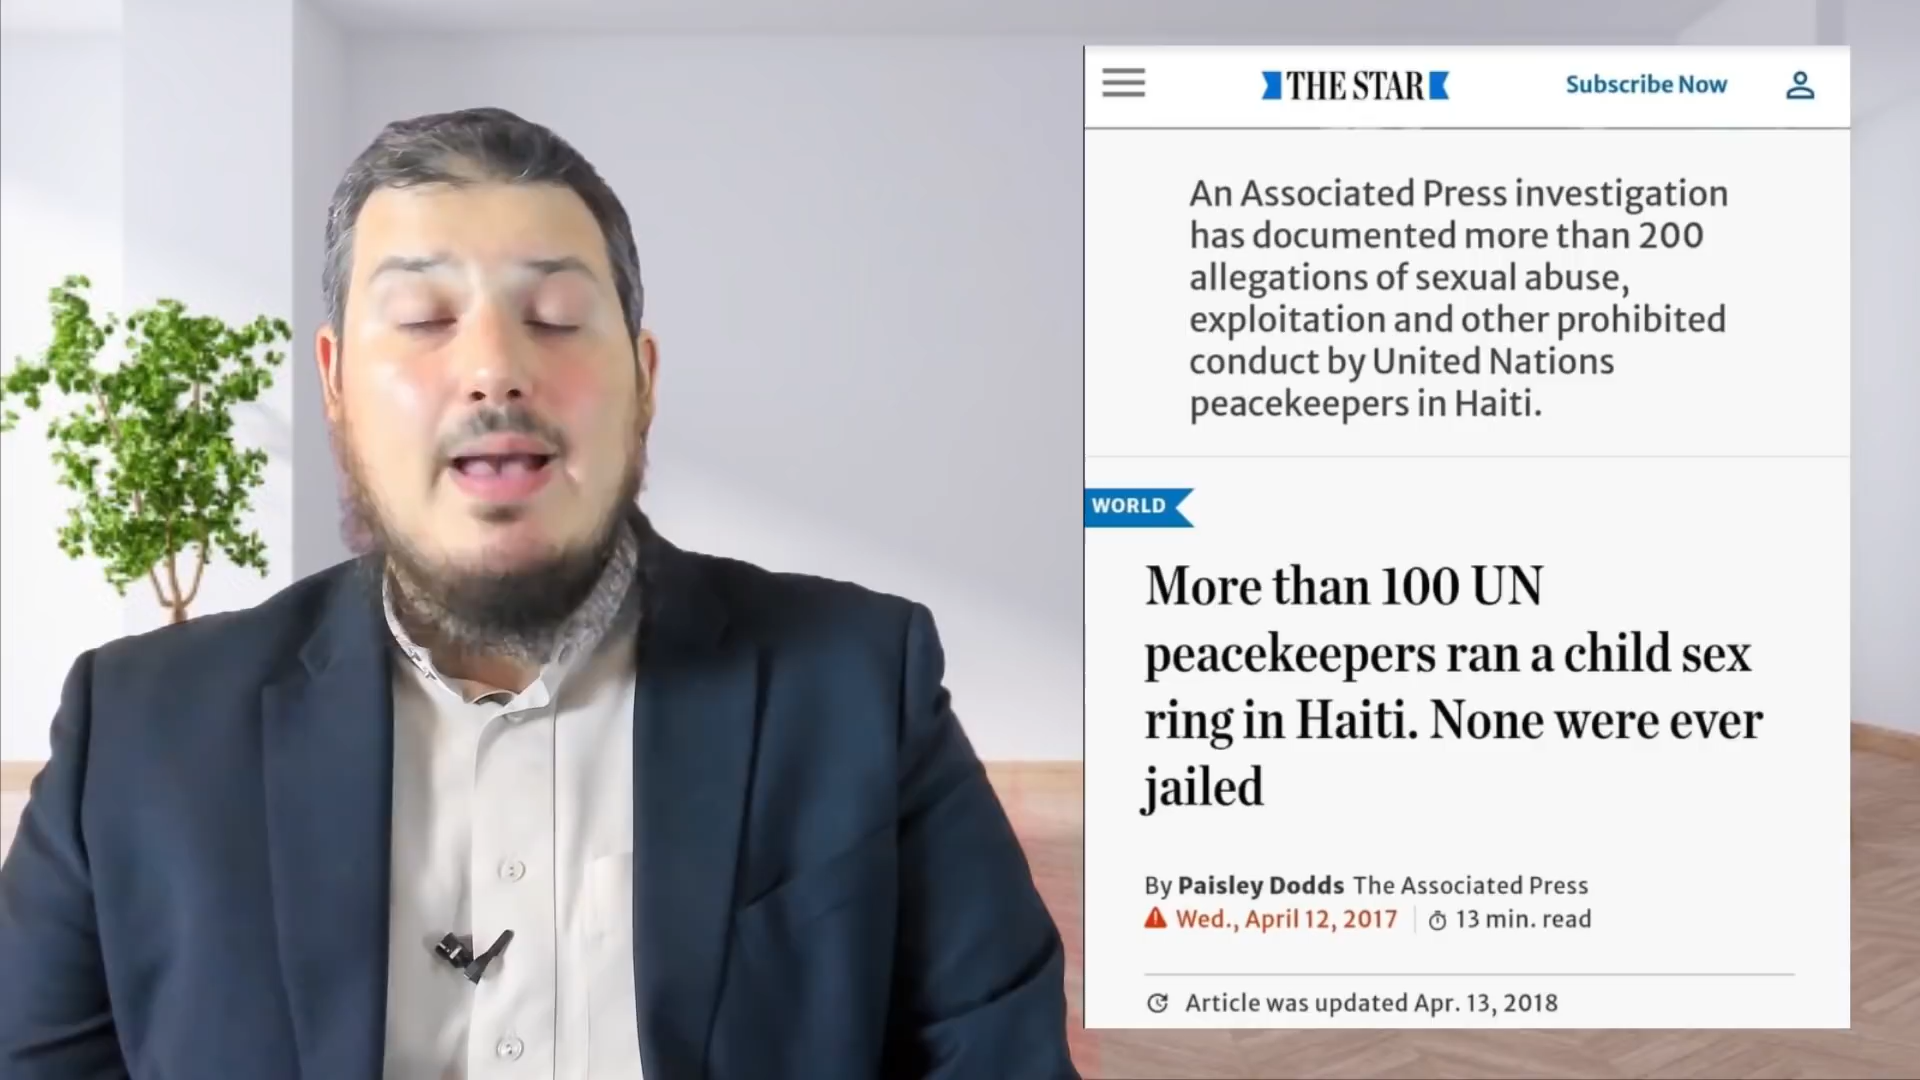 THE STAR
Subscribe Now
An Associated Press investigation
has documented more than 200
allegations of sexual abuse,
exploitation and other prohibited
conduct by United Nations
peacekeepers in Haiti.
WORLD
More than 100 UN
peacekeepers ran a child sex
ring in Haiti. None were ever
jailed
By Paisley Dodds The Associated Press
Wed., April 12, 2017 13 min. read
Article was updated Apr. 13, 2018